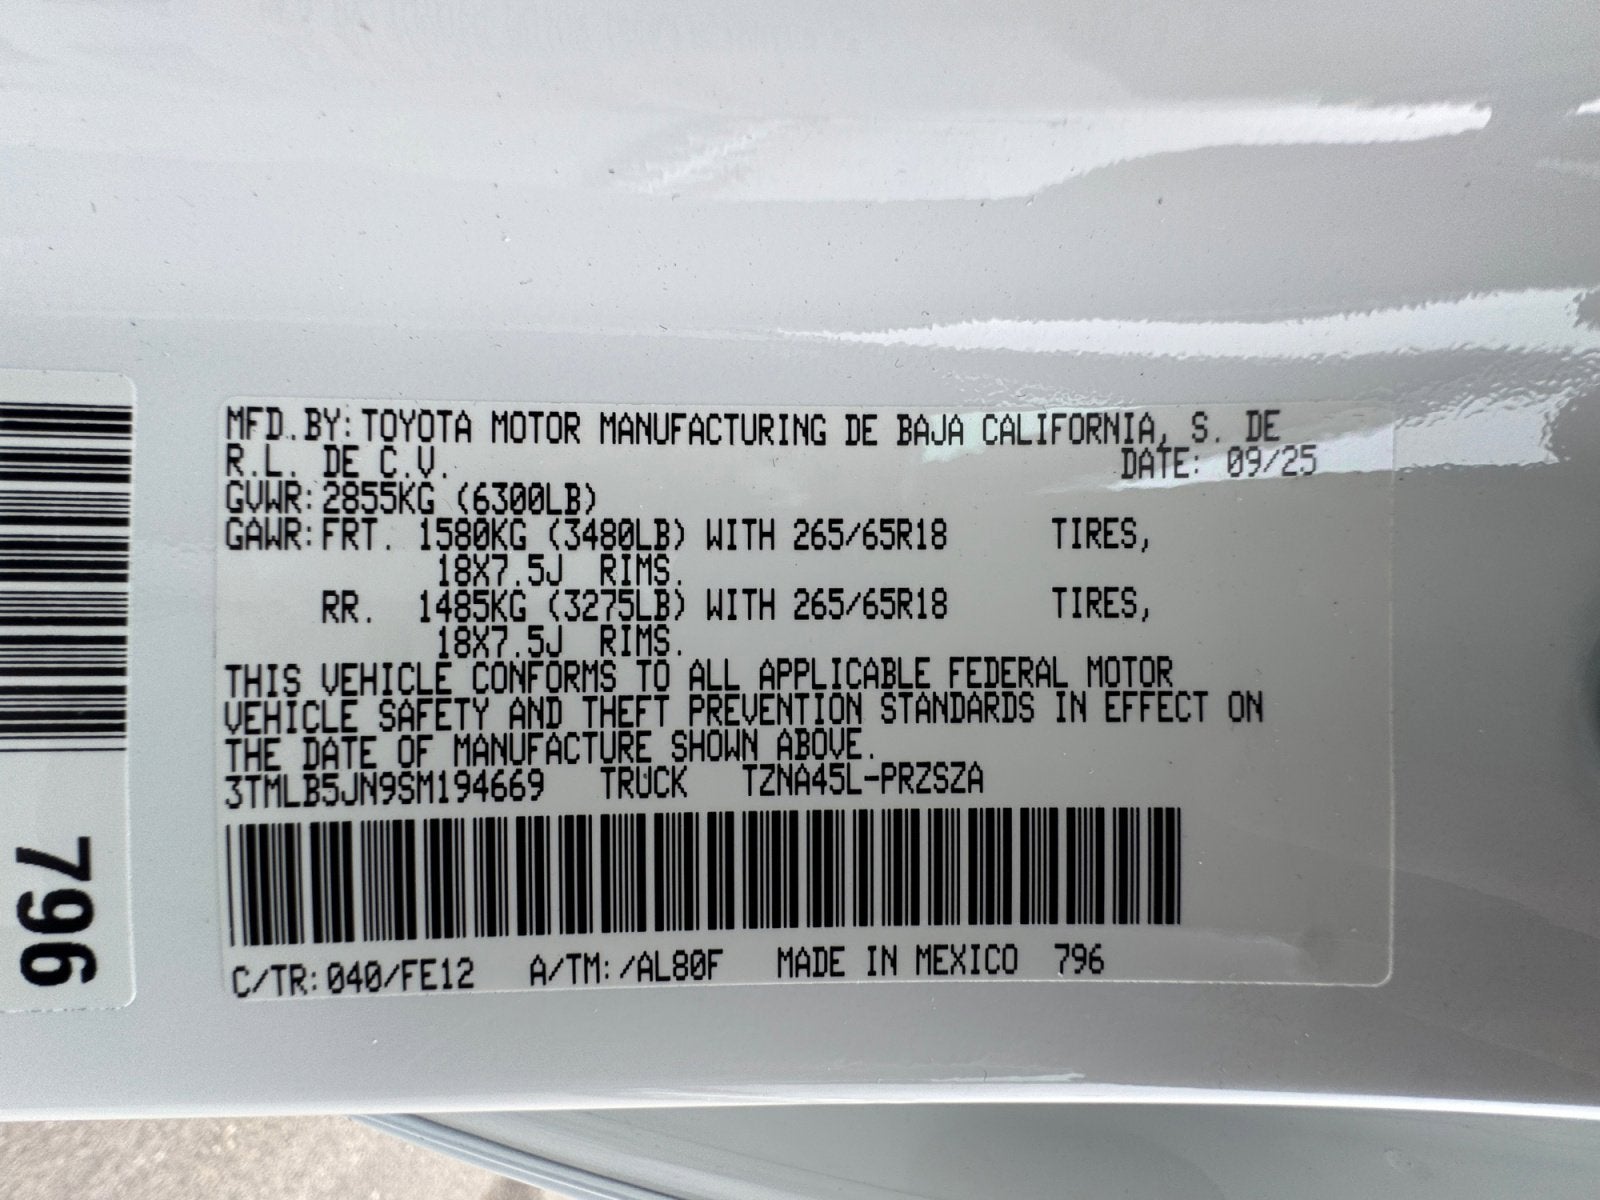 MFD. BY: TOYOTA MOTOR MANUFACTURING DE BAJA CALIFORNIA, S. DE
R.L. DE C.V. DATE: 09/25
GVWR: 2855KG (6300LB)
GAWR: FRT. 1580KG (3480LB) WITH 265/65R18 TIRES,
18X7.5J RIMS.
RR. 1485KG (3275LB) WITH 265/65R18 TIRES,
18X7.5J RIMS.
THIS VEHICLE CONFORMS TO ALL APPLICABLE FEDERAL MOTOR
VEHICLE SAFETY AND THEFT PREVENTION STANDARDS IN EFFECT ON
THE DATE OF MANUFACTURE SHOWN ABOVE.
3TMLB5JN9SM194669 TRUCK TZNA45L-PRZSZA
C/TR: 040/FE12 A/TM: /AL80F MADE IN MEXICO 796
796